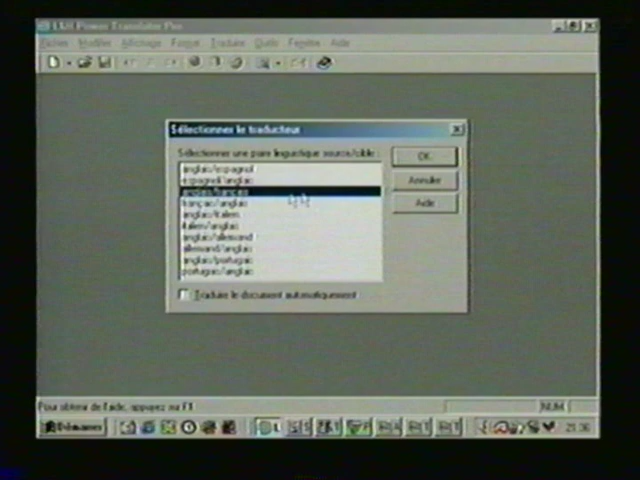 L&H Power Translator Pro
Fichier Modifier Affichage Format Traduire Outils Fenêtre Aide
Sélectionner le traducteur
Sélectionner une paire linguistique source/cible :
anglais/espagnol
espagnol/anglais
anglais/français
français/anglais
anglais/italien
italien/anglais
anglais/allemand
allemand/anglais
anglais/portugais
portugais/anglais
OK
Annuler
Aide
Traduire le document automatiquement
Pour obtenir de l'aide, appuyez sur F1
NUM
Démarrer
21:36